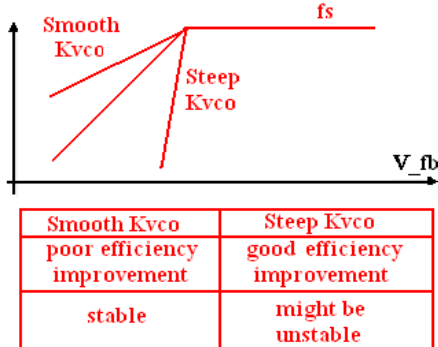 Smooth
Kvco
fs
Steep
Kvco
V_fb
Smooth Kvco
Steep Kvco
poor efficiency
improvement
good efficiency
improvement
stable
might be
unstable